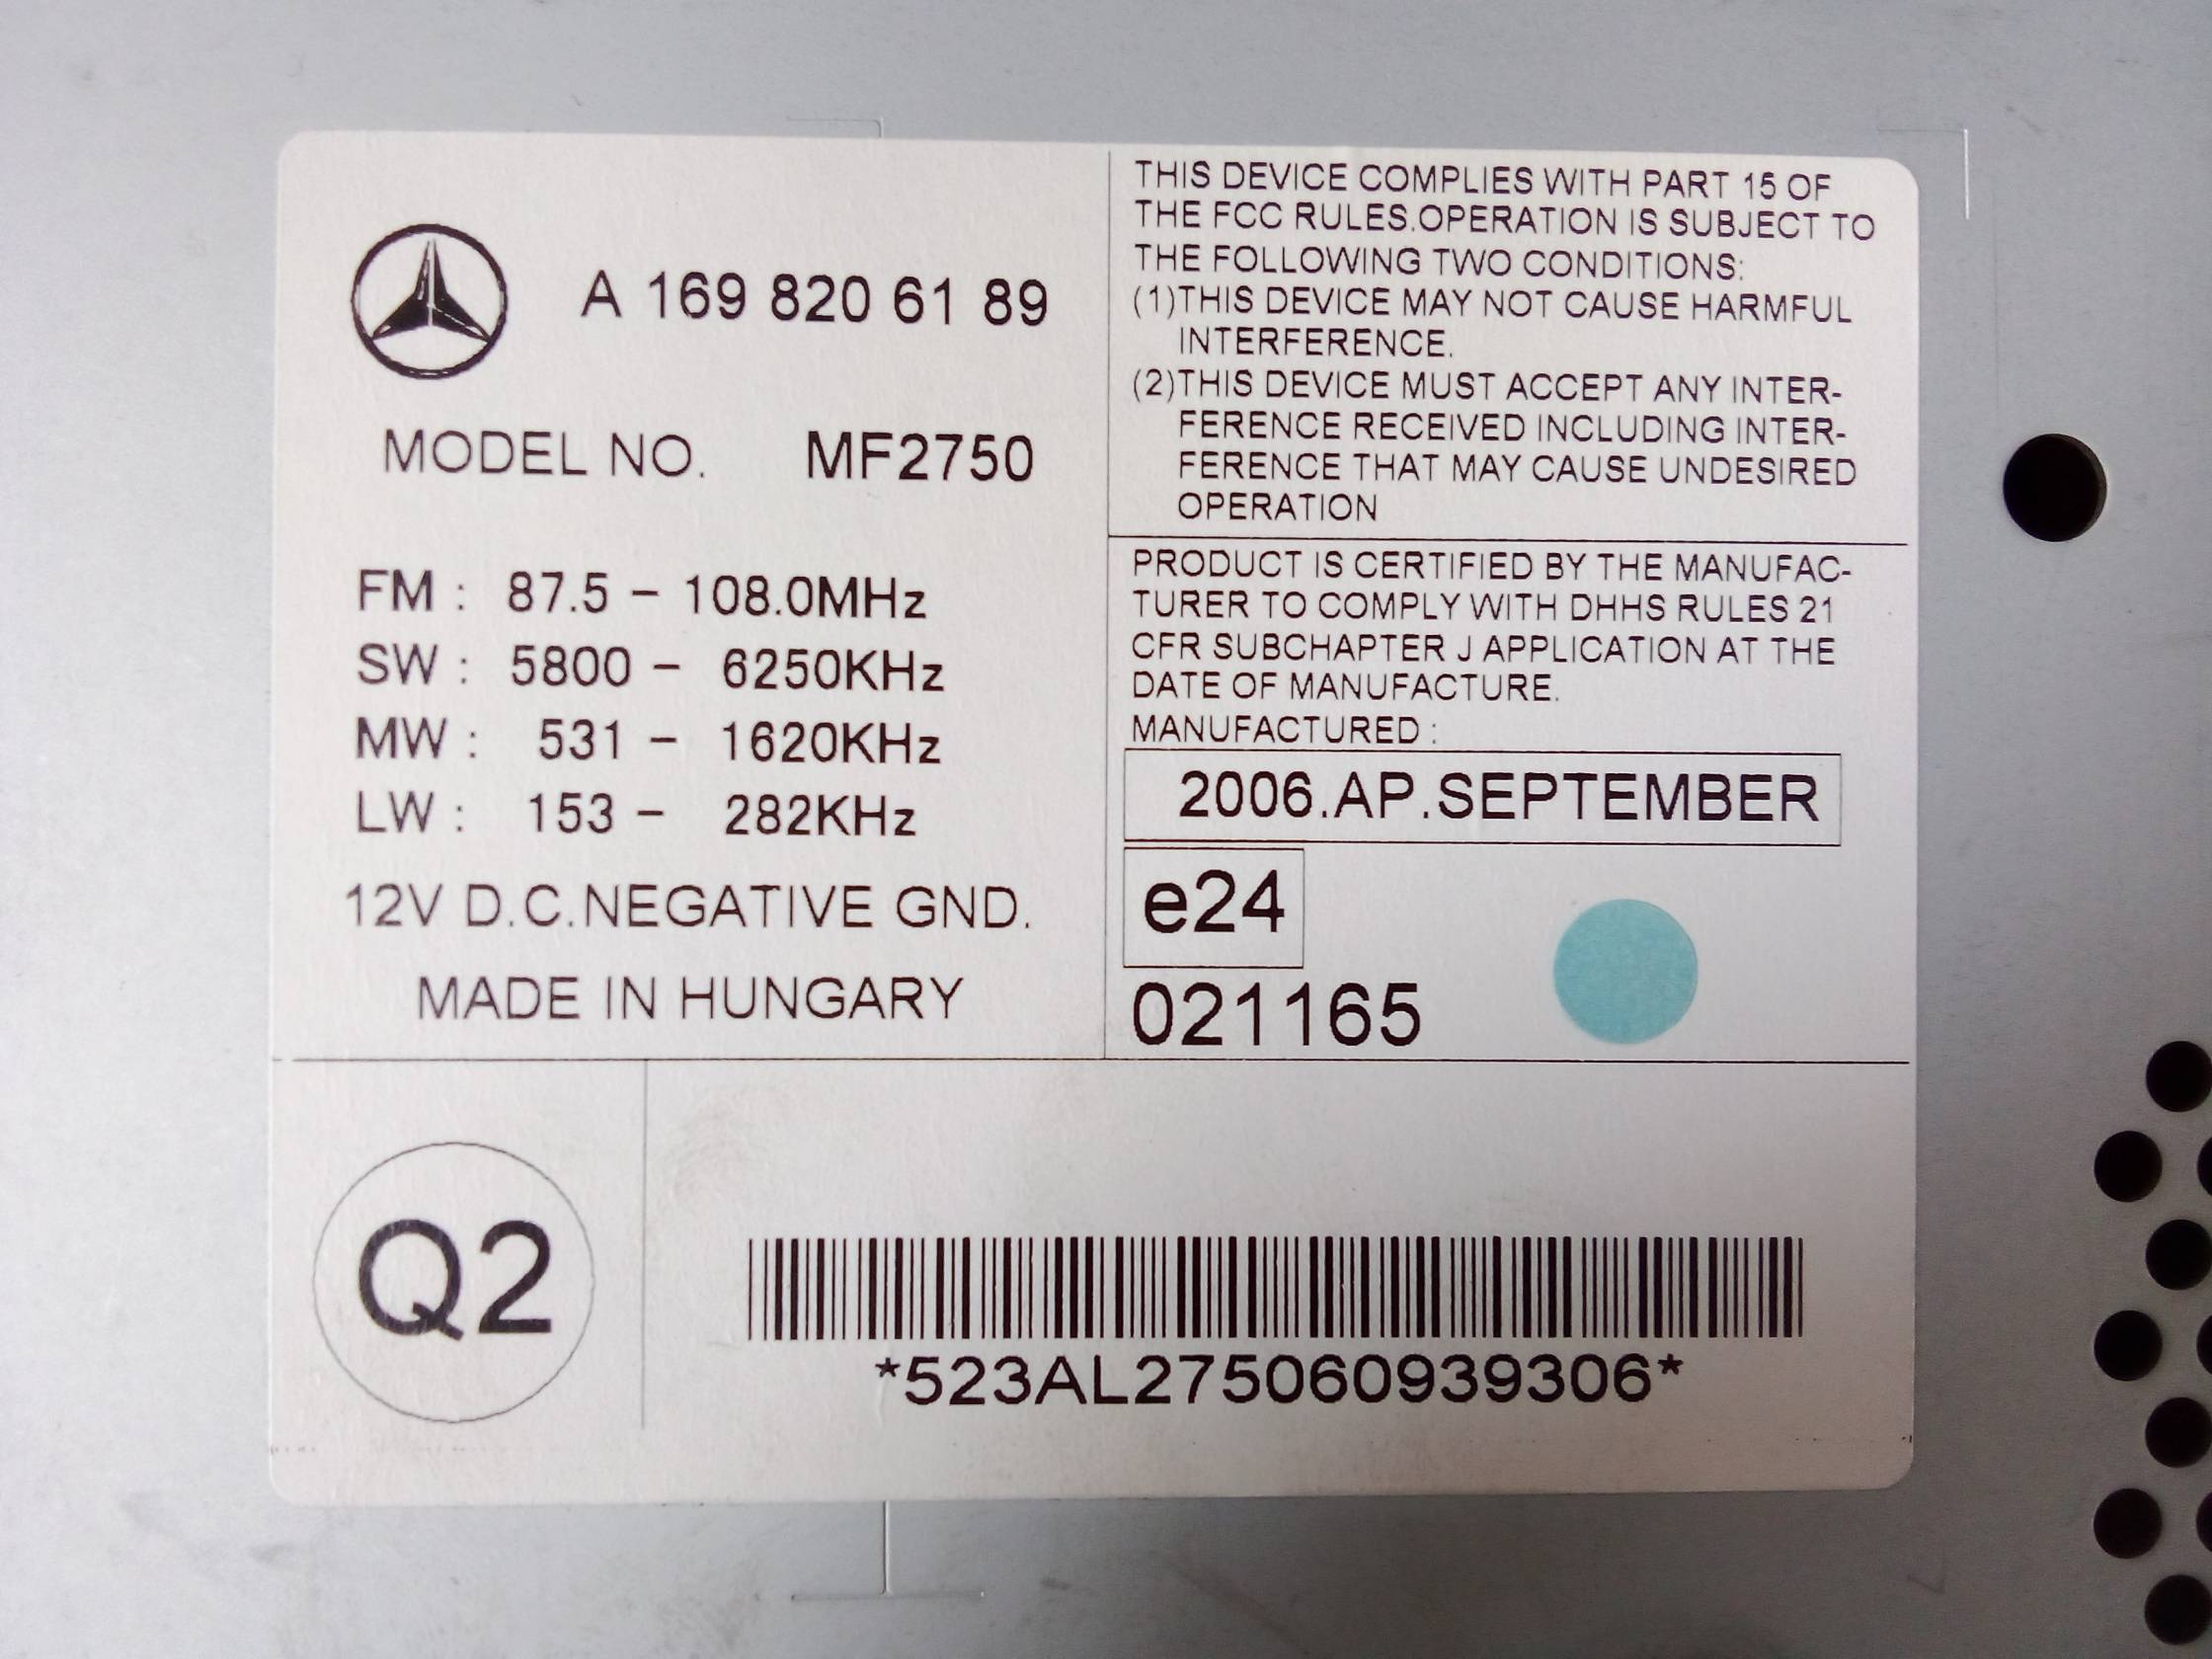 A 169 820 61 89
MODEL NO. MF2750
FM : 87.5 – 108.0MHz
SW : 5800 – 6250KHz
MW : 531 – 1620KHz
LW : 153 – 282KHz
12V D.C.NEGATIVE GND.
MADE IN HUNGARY
THIS DEVICE COMPLIES WITH PART 15 OF
THE FCC RULES.OPERATION IS SUBJECT TO
THE FOLLOWING TWO CONDITIONS:
(1)THIS DEVICE MAY NOT CAUSE HARMFUL
INTERFERENCE.
(2)THIS DEVICE MUST ACCEPT ANY INTER-
FERENCE RECEIVED INCLUDING INTER-
FERENCE THAT MAY CAUSE UNDESIRED
OPERATION
PRODUCT IS CERTIFIED BY THE MANUFAC-
TURER TO COMPLY WITH DHHS RULES 21
CFR SUBCHAPTER J APPLICATION AT THE
DATE OF MANUFACTURE.
MANUFACTURED :
2006.AP.SEPTEMBER
e24
021165
Q2
*523AL275060939306*